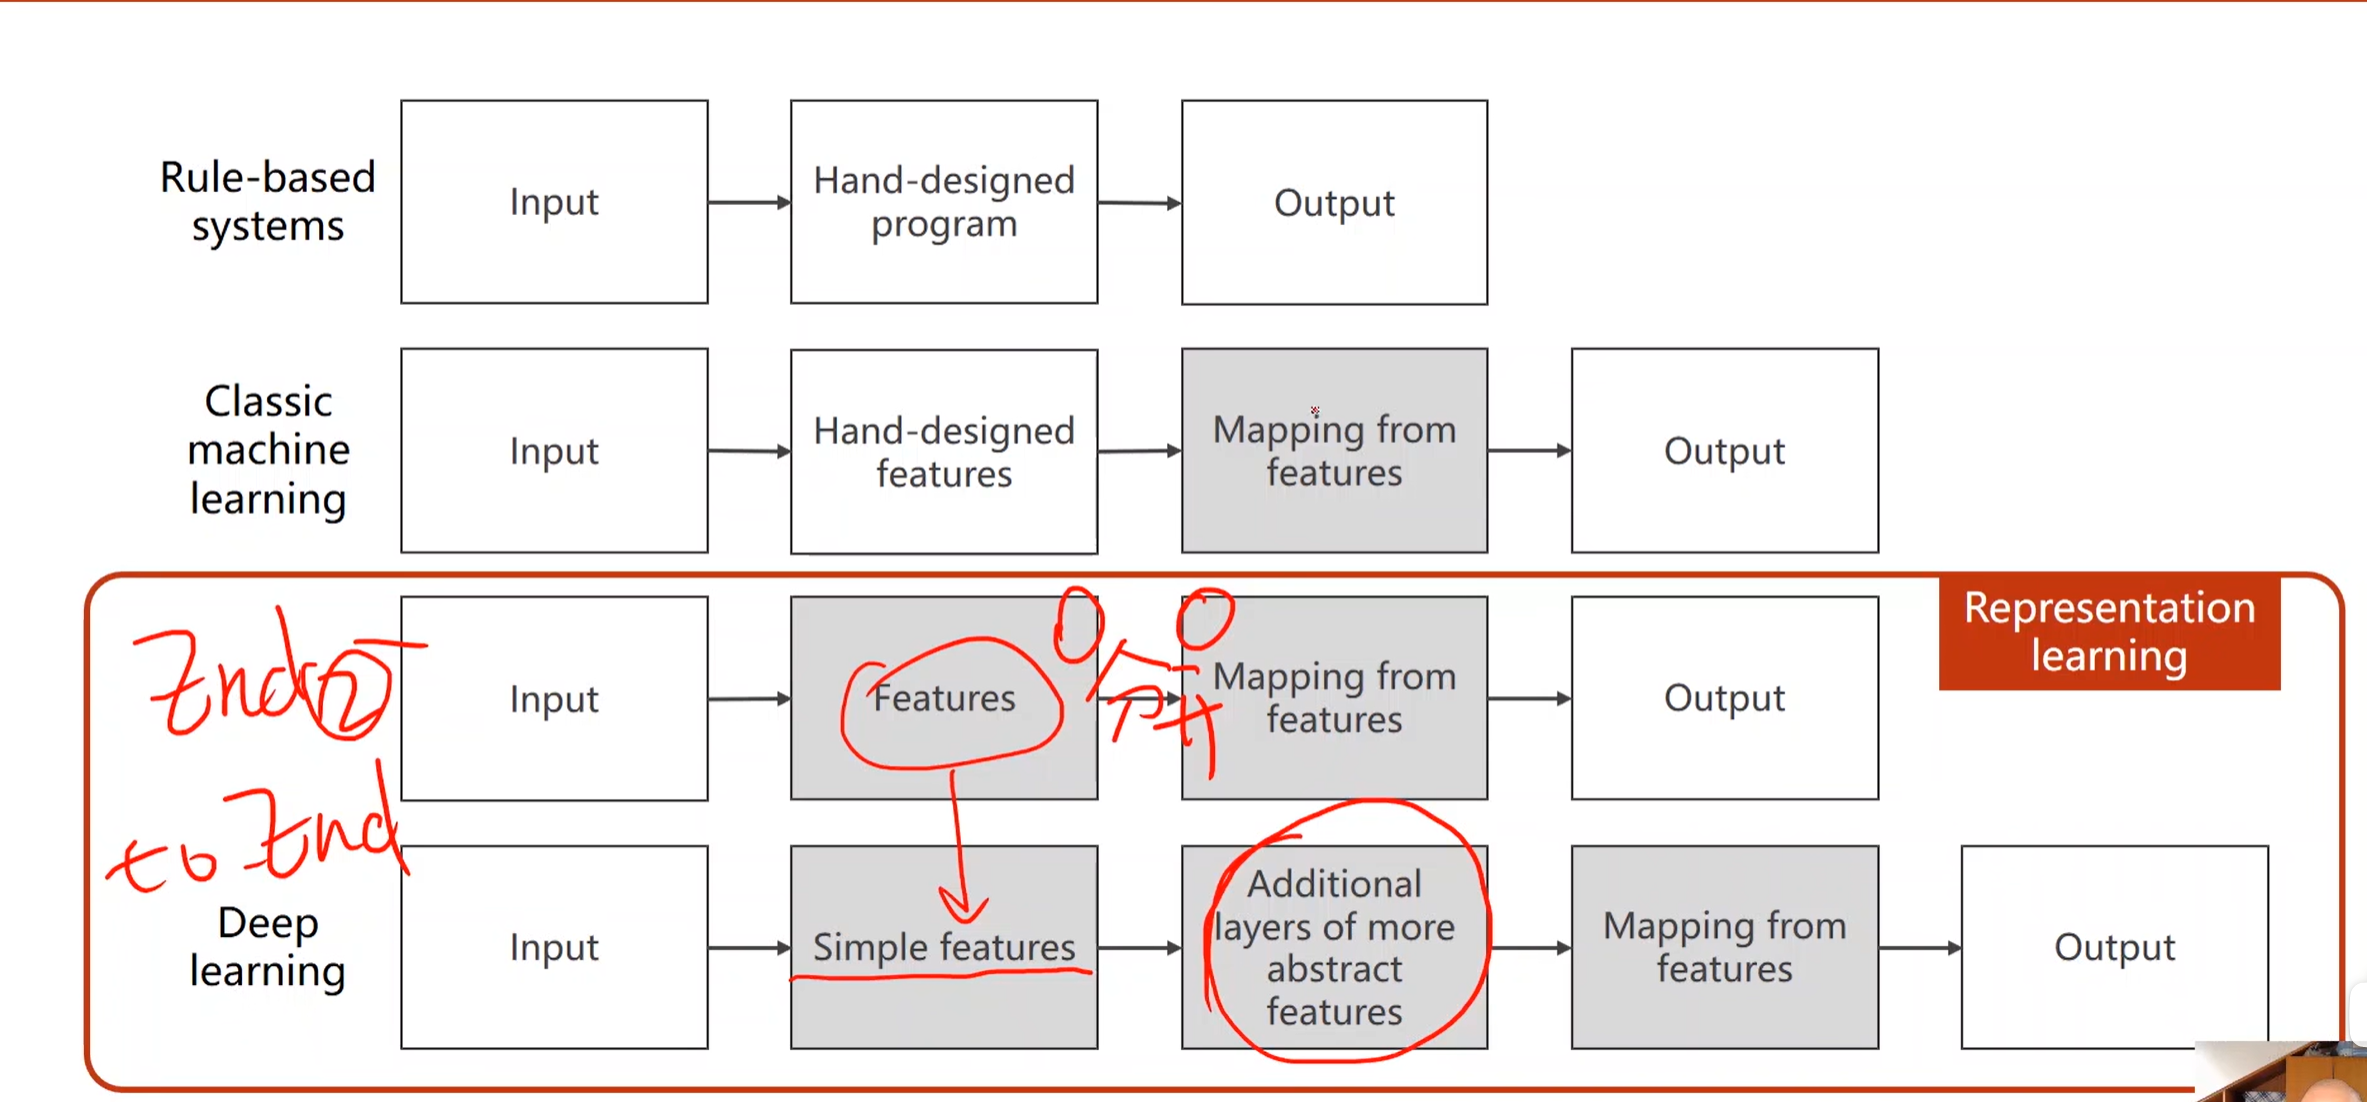 Rule-based
systems
Input
Hand-designed
program
Output
Classic
machine
learning
Input
Hand-designed
features
Mapping from
features
Output
Representation
learning
End
to End
Input
Features
分开
Mapping from
features
Output
Deep
learning
Input
Simple features
Additional
layers of more
abstract
features
Mapping from
features
Output